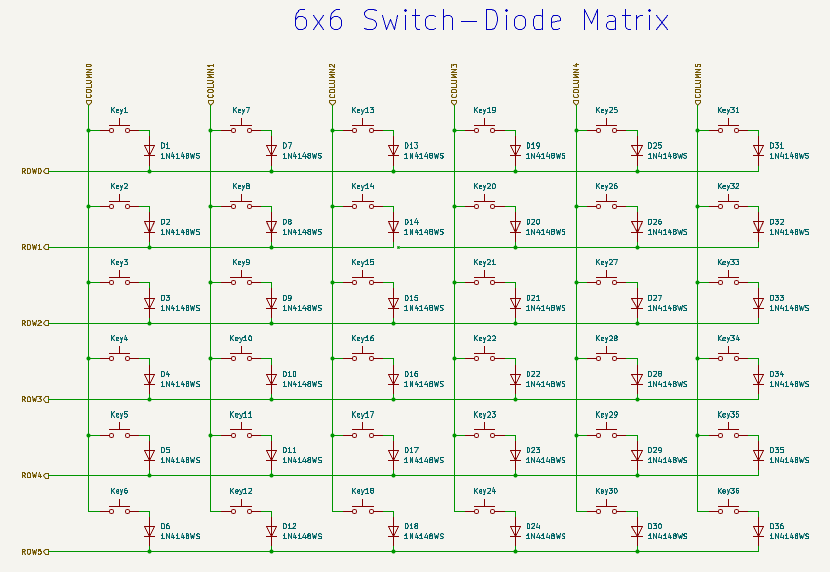 6x6 Switch-Diode Matrix
COLUMN0 COLUMN1 COLUMN2 COLUMN3 COLUMN4 COLUMN5
Key1 Key7 Key13 Key19 Key25 Key31
D1 D7 D13 D19 D25 D31
1N4148WS 1N4148WS 1N4148WS 1N4148WS 1N4148WS 1N4148WS
ROW0
Key2 Key8 Key14 Key20 Key26 Key32
D2 D8 D14 D20 D26 D32
1N4148WS 1N4148WS 1N4148WS 1N4148WS 1N4148WS 1N4148WS
ROW1
Key3 Key9 Key15 Key21 Key27 Key33
D3 D9 D15 D21 D27 D33
1N4148WS 1N4148WS 1N4148WS 1N4148WS 1N4148WS 1N4148WS
ROW2
Key4 Key10 Key16 Key22 Key28 Key34
D4 D10 D16 D22 D28 D34
1N4148WS 1N4148WS 1N4148WS 1N4148WS 1N4148WS 1N4148WS
ROW3
Key5 Key11 Key17 Key23 Key29 Key35
D5 D11 D17 D23 D29 D35
1N4148WS 1N4148WS 1N4148WS 1N4148WS 1N4148WS 1N4148WS
ROW4
Key6 Key12 Key18 Key24 Key30 Key36
D6 D12 D18 D24 D30 D36
1N4148WS 1N4148WS 1N4148WS 1N4148WS 1N4148WS 1N4148WS
ROW5